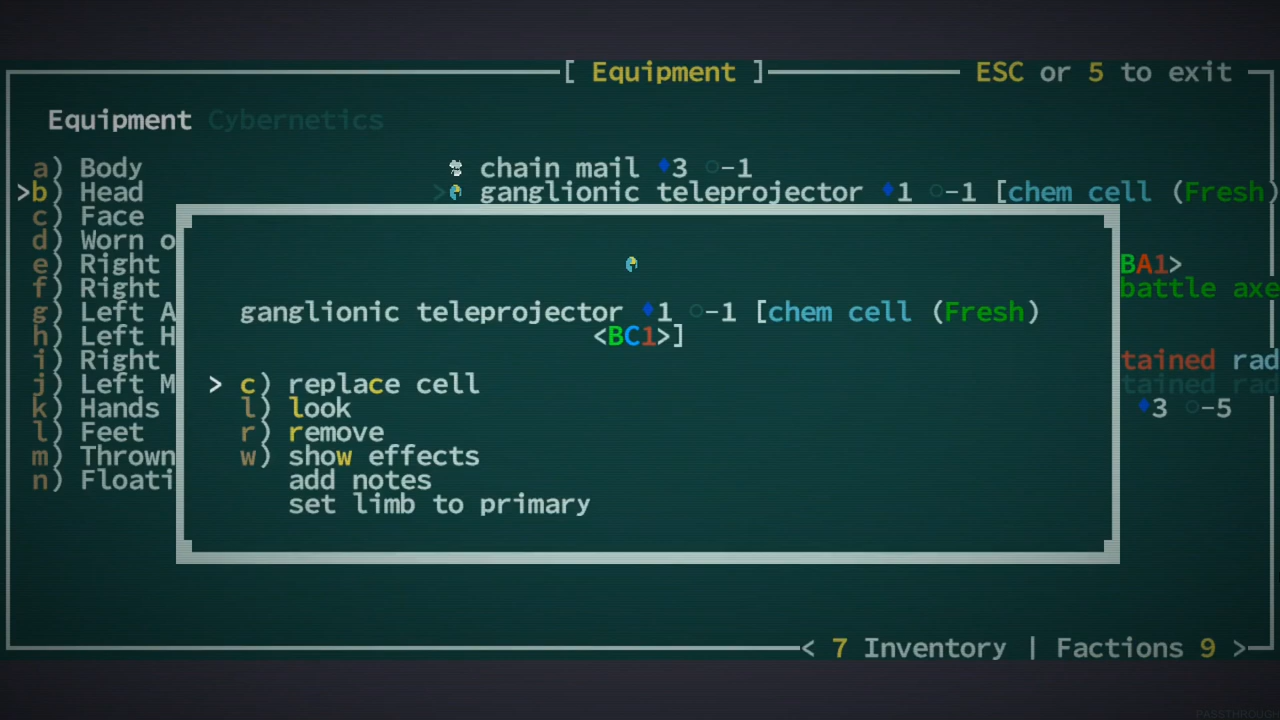 [ Equipment ] ESC or 5 to exit
Equipment Cybernetics
a) Body chain mail ♦3 ○-1
>b) Head > ganglionic teleprojector ♦1 ○-1 [chem cell (Fresh)
c) Face
d) Worn o
e) Right BA1>
f) Right battle axe
g) Left A
h) Left H
i) Right tained rad
j) Left M tained rad
k) Hands ♦3 ○-5
l) Feet
m) Thrown
n) Floati
ganglionic teleprojector ♦1 ○-1 [chem cell (Fresh)
<BC1>]
> c) replace cell
l) look
r) remove
w) show effects
add notes
set limb to primary
< 7 Inventory | Factions 9 >
PASSTHROUGH